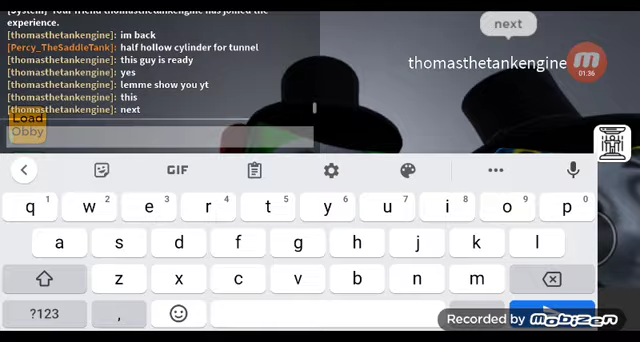 [System] Your friend thomasthetankengine has joined the
experience.
[thomasthetankengine]: im back
[Percy_TheSaddleTank]: half hollow cylinder for tunnel
[thomasthetankengine]: this guy is ready
[thomasthetankengine]: yes
[thomasthetankengine]: lemme show you yt
[thomasthetankengine]: this
[thomasthetankengine]: next
next
thomasthetankengine
01:36
Load
Obby
GIF
q 1 w 2 e 3 r 4 t 5 y 6 u 7 i 8 o 9 p 0
a s d f g h j k l
z x c v b n m
?123 ,
Recorded by Mobizen